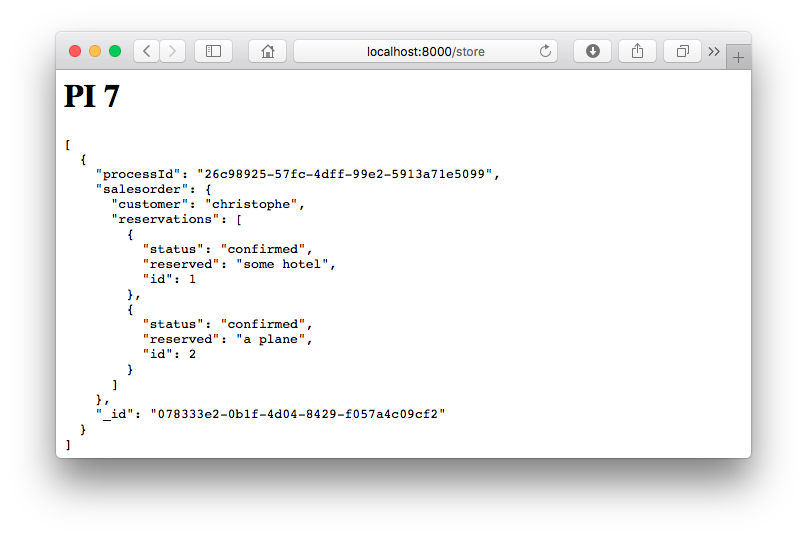 localhost:8000/store
PI 7
[
  {
    "processId": "26c98925-57fc-4dff-99e2-5913a71e5099",
    "salesorder": {
      "customer": "christophe",
      "reservations": [
        {
          "status": "confirmed",
          "reserved": "some hotel",
          "id": 1
        },
        {
          "status": "confirmed",
          "reserved": "a plane",
          "id": 2
        }
      ]
    },
    "_id": "078333e2-0b1f-4d04-8429-f057a4c09cf2"
  }
]